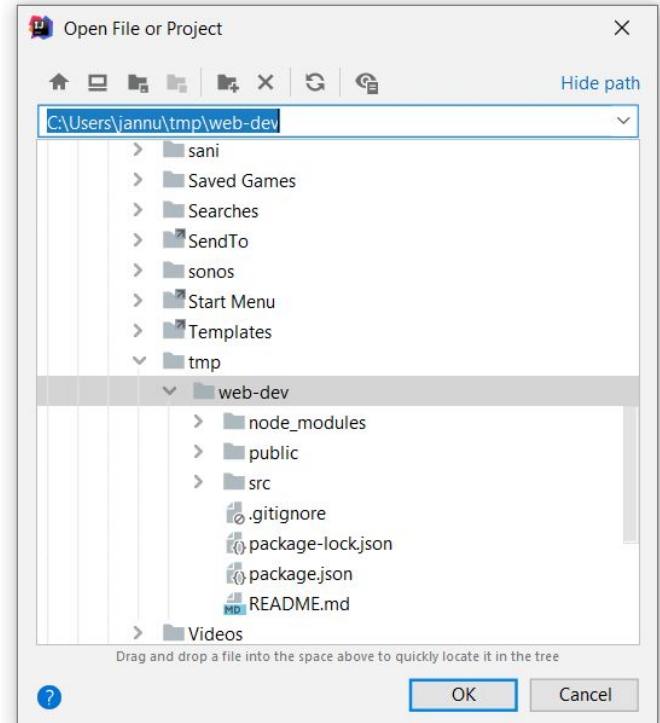 Open File or Project
Hide path
C:\Users\jannu\tmp\web-dev
sani
Saved Games
Searches
SendTo
sonos
Start Menu
Templates
tmp
web-dev
node_modules
public
src
.gitignore
package-lock.json
package.json
MD README.md
Videos
Drag and drop a file into the space above to quickly locate it in the tree
? OK Cancel